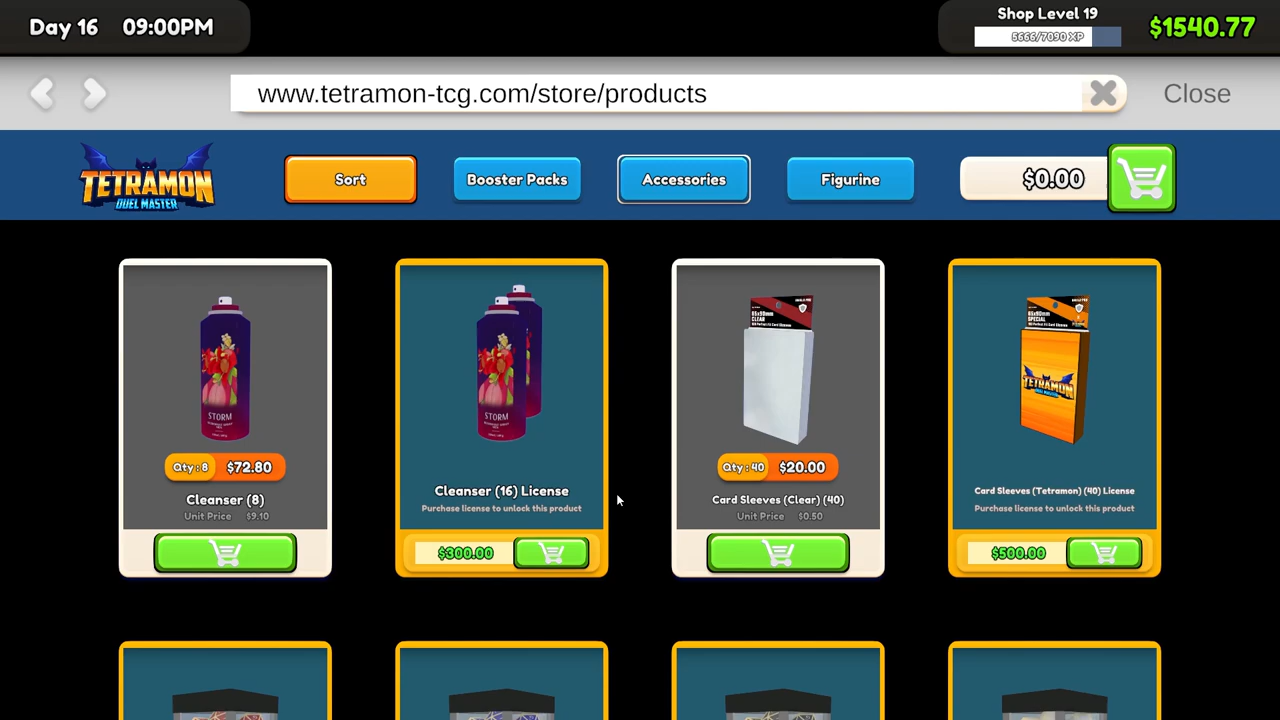 Day 16 09:00PM
Shop Level 19
5666/7090 XP
$1540.77
www.tetramon-tcg.com/store/products
Close
TETRAMON
DUEL MASTER
Sort
Booster Packs
Accessories
Figurine
$0.00
STORM
Qty : 8 $72.80
Cleanser (8)
Unit Price $9.10
STORM
Cleanser (16) License
Purchase license to unlock this product
$300.00
CLEAR
Qty : 40 $20.00
Card Sleeves (Clear) (40)
Unit Price $0.50
SPECIAL
TETRAMON
Card Sleeves (Tetramon) (40) License
Purchase license to unlock this product
$500.00